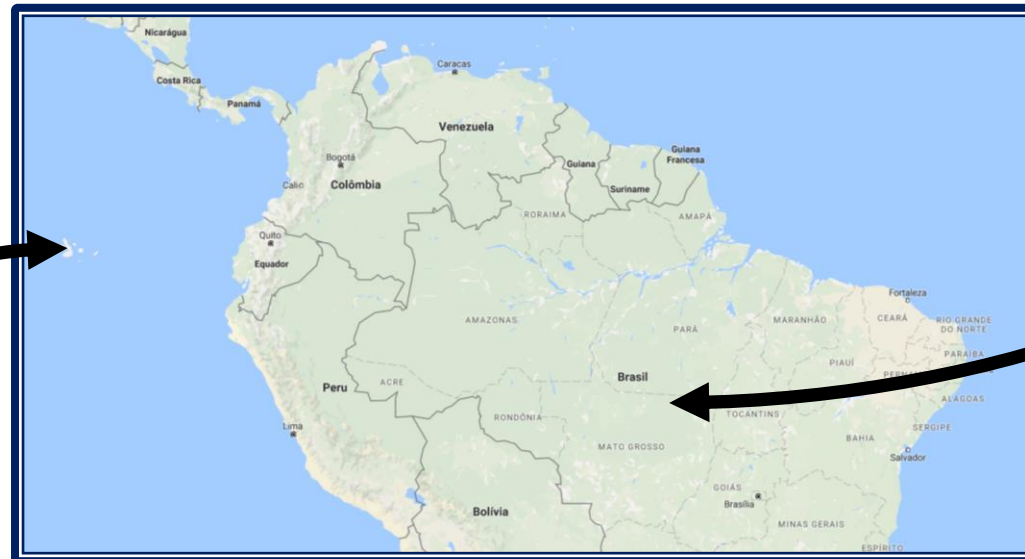 Nicarágua
Costa Rica
Panamá
Caracas
Venezuela
Bogotá
Calio
Colômbia
Guiana
Suriname
Guiana
Francesa
RORAIMA
AMAPÁ
Quito
Equador
AMAZONAS
PARÁ
MARANHÃO
Fortaleza
CEARÁ
RIO GRANDE
DO NORTE
PARAÍBA
PIAUÍ
ALAGOAS
SERGIPE
Peru
ACRE
Brasil
RONDÔNIA
TOCANTINS
Lima
MATO GROSSO
BAHIA
Salvador
GOIÁS
Brasília
Bolívia
MINAS GERAIS
ESPÍRITO